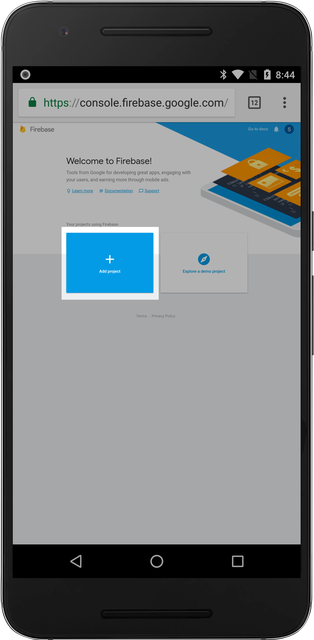 8:44
https://console.firebase.google.com/
12
Firebase
Go to docs
S
Welcome to Firebase!
Tools from Google for developing great apps, engaging with
your users, and earning more through mobile ads.
Learn more Documentation Support
Your projects using Firebase
Add project
Explore a demo project
Terms Privacy Policy